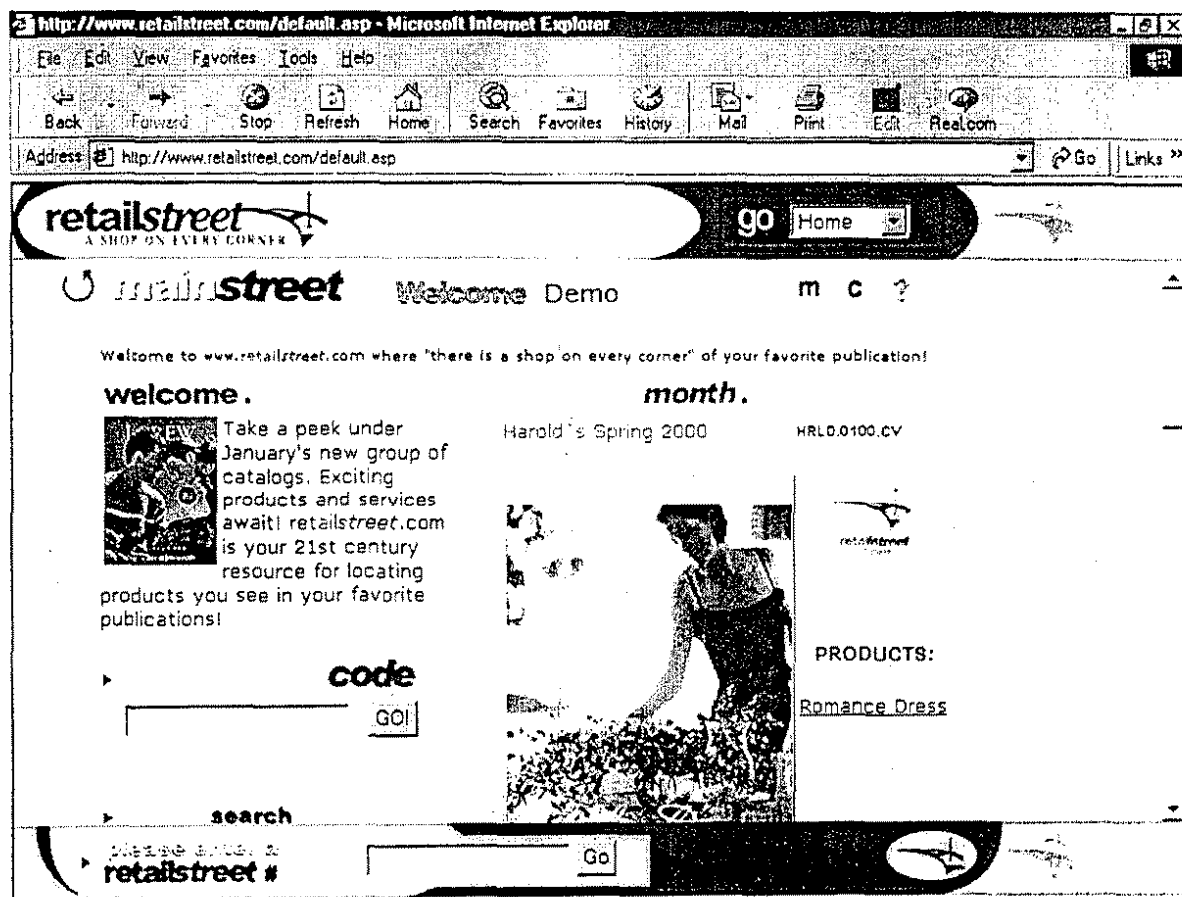 http://www.retailstreet.com/default.asp - Microsoft Internet Explorer
File Edit View Favorites Tools Help
Back Forward Stop Refresh Home Search Favorites History Mail Print Edit Real.com
Address http://www.retailstreet.com/default.asp Go Links »
retailstreet
A SHOP ON EVERY CORNER
go Home
mainstreet Welcome Demo m c ?
Welcome to www.retailstreet.com where "there is a shop on every corner" of your favorite publication!
welcome.
Take a peek under
January's new group of
catalogs. Exciting
products and services
await! retailstreet.com
is your 21st century
resource for locating
products you see in your favorite
publications!
month.
Harold's Spring 2000 HRLD.0100.CV
retailstreet
PRODUCTS:
Romance Dress
code
GO!
search
please enter a
retailstreet #
Go